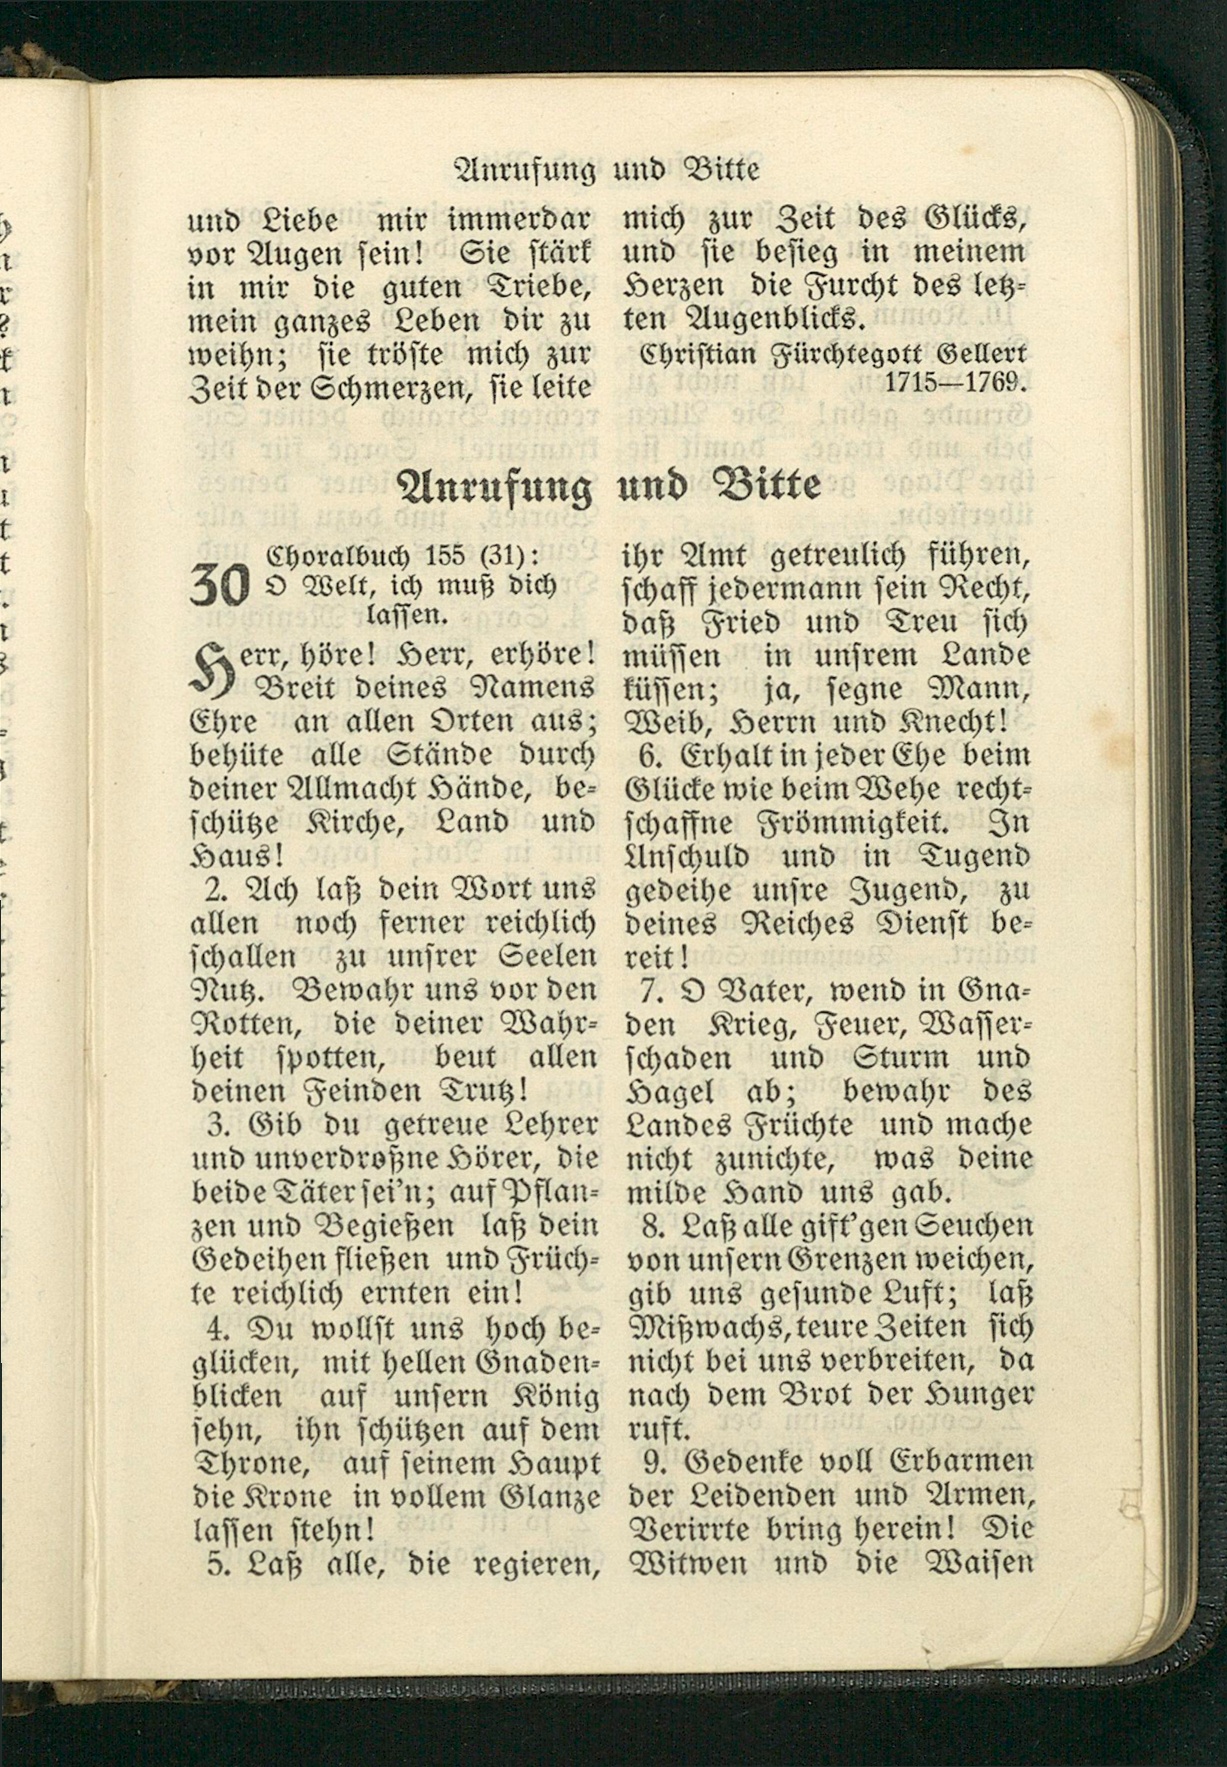 Anrufung und Bitte
und Liebe mir immerdar
vor Augen sein! Sie stärk
in mir die guten Triebe,
mein ganzes Leben dir zu
weihn; sie tröste mich zur
Zeit der Schmerzen, sie leite
mich zur Zeit des Glücks,
und sie besieg in meinem
Herzen die Furcht des letz-
ten Augenblicks.
Christian Fürchtegott Gellert
1715—1769.
Anrufung und Bitte
Choralbuch 155 (31):
30 O Welt, ich muß dich
lassen.
Herr, höre! Herr, erhöre!
Breit deines Namens
Ehre an allen Orten aus;
behüte alle Stände durch
deiner Allmacht Hände, be-
schütze Kirche, Land und
Haus!
2. Ach laß dein Wort uns
allen noch ferner reichlich
schallen zu unsrer Seelen
Nutz. Bewahr uns vor den
Rotten, die deiner Wahr-
heit spotten, beut allen
deinen Feinden Trutz!
3. Gib du getreue Lehrer
und unverdroßne Hörer, die
beide Täter sei'n; auf Pflan-
zen und Begießen laß dein
Gedeihen fließen und Früch-
te reichlich ernten ein!
4. Du wollst uns hoch be-
glücken, mit hellen Gnaden-
blicken auf unsern König
sehn, ihn schützen auf dem
Throne, auf seinem Haupt
die Krone in vollem Glanze
lassen stehn!
5. Laß alle, die regieren,
ihr Amt getreulich führen,
schaff jedermann sein Recht,
daß Fried und Treu sich
müssen in unsrem Lande
küssen; ja, segne Mann,
Weib, Herrn und Knecht!
6. Erhalt in jeder Ehe beim
Glücke wie beim Wehe recht-
schaffne Frömmigkeit. In
Unschuld und in Tugend
gedeihe unsre Jugend, zu
deines Reiches Dienst be-
reit!
7. O Vater, wend in Gna-
den Krieg, Feuer, Wasser-
schaden und Sturm und
Hagel ab; bewahr des
Landes Früchte und mache
nicht zunichte, was deine
milde Hand uns gab.
8. Laß alle gift'gen Seuchen
von unsern Grenzen weichen,
gib uns gesunde Luft; laß
Mißwachs, teure Zeiten sich
nicht bei uns verbreiten, da
nach dem Brot der Hunger
ruft.
9. Gedenke voll Erbarmen
der Leidenden und Armen,
Verirrte bring herein! Die
Witwen und die Waisen